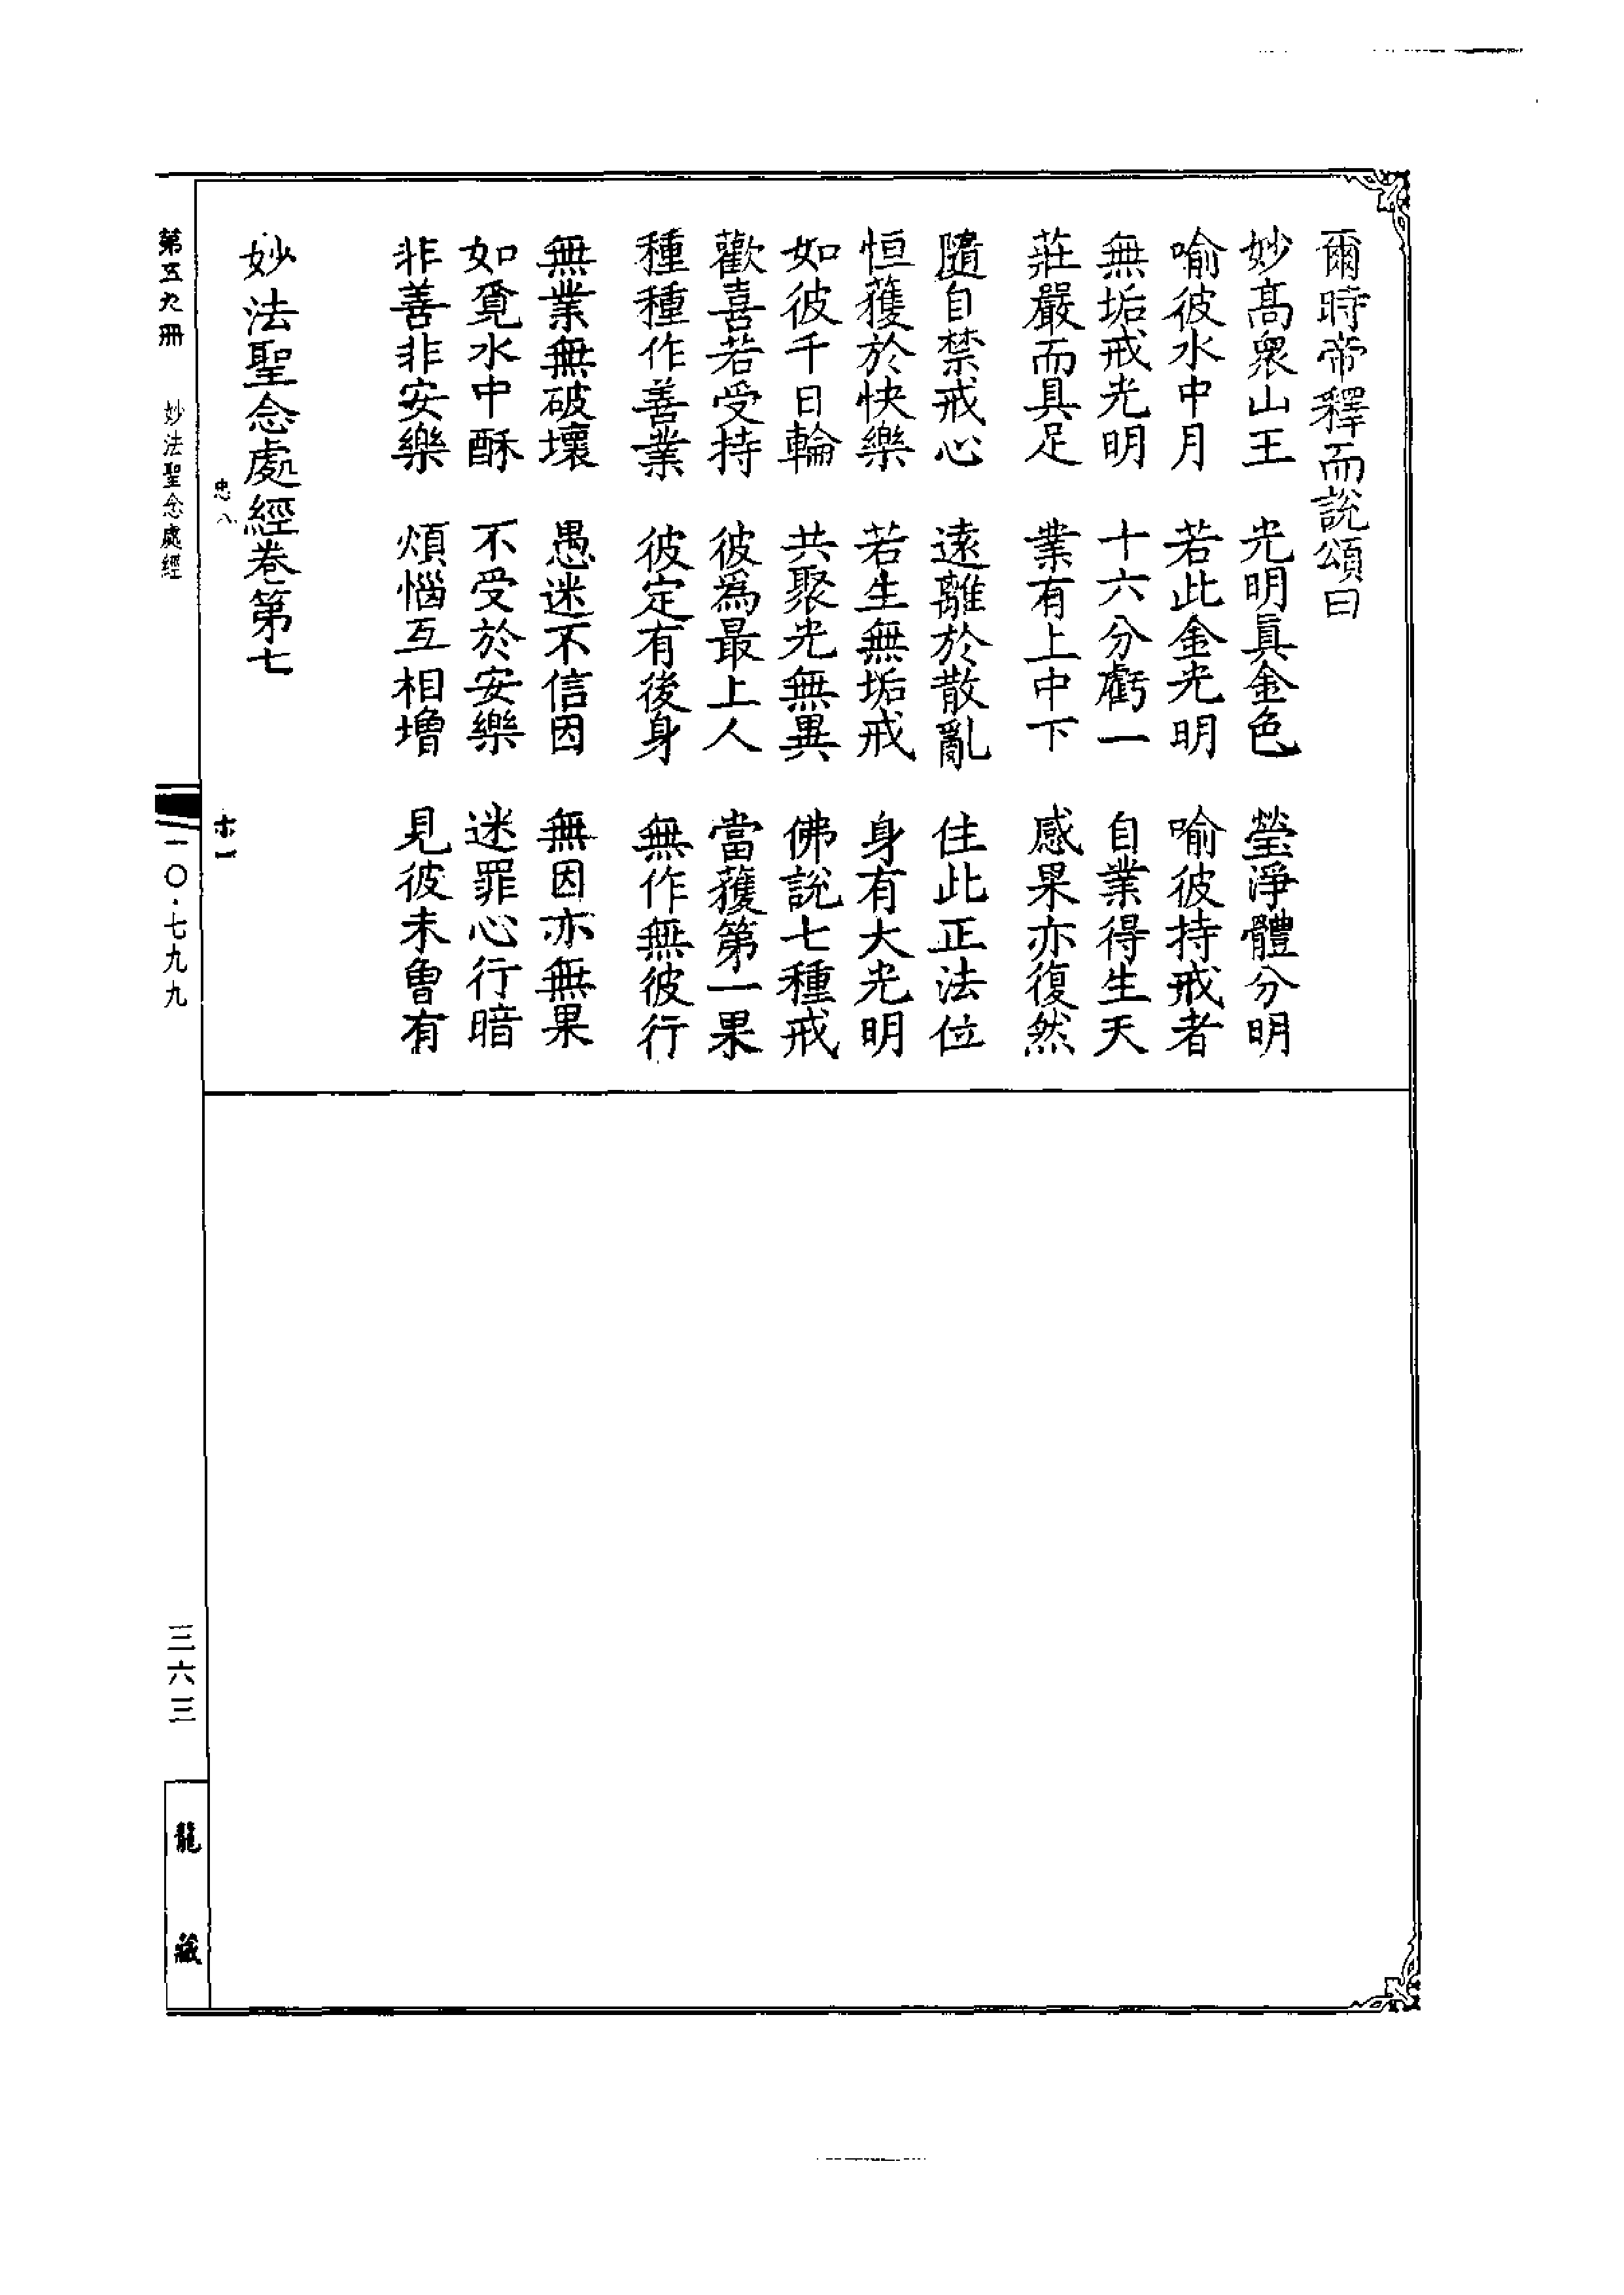 爾時帝釋而說頌曰
妙高衆山王　光明眞金色　瑩淨體分明
喻彼水中月　若此金光明　喻彼持戒者
無垢戒光明　十六分虧一　自業得生天
莊嚴而具足　業有上中下　感果亦復然
隨自禁戒心　遠離於散亂　住此正法位
恒獲於快樂　若生無垢戒　身有大光明
如彼千日輪　共聚光無異　佛說七種戒
歡喜若受持　彼爲最上人　當獲第一果
種種作善業　彼定有後身　無作無彼行
無業無破壞　愚迷不信因　無因亦無果
如覓水中酥　不受於安樂　迷罪心行暗
非善非安樂　煩惱互相增　見彼未曾有
妙法聖念處經卷第七
忠八
十一
第五九冊　妙法聖念處經　一〇·七九九　三六三　龍藏